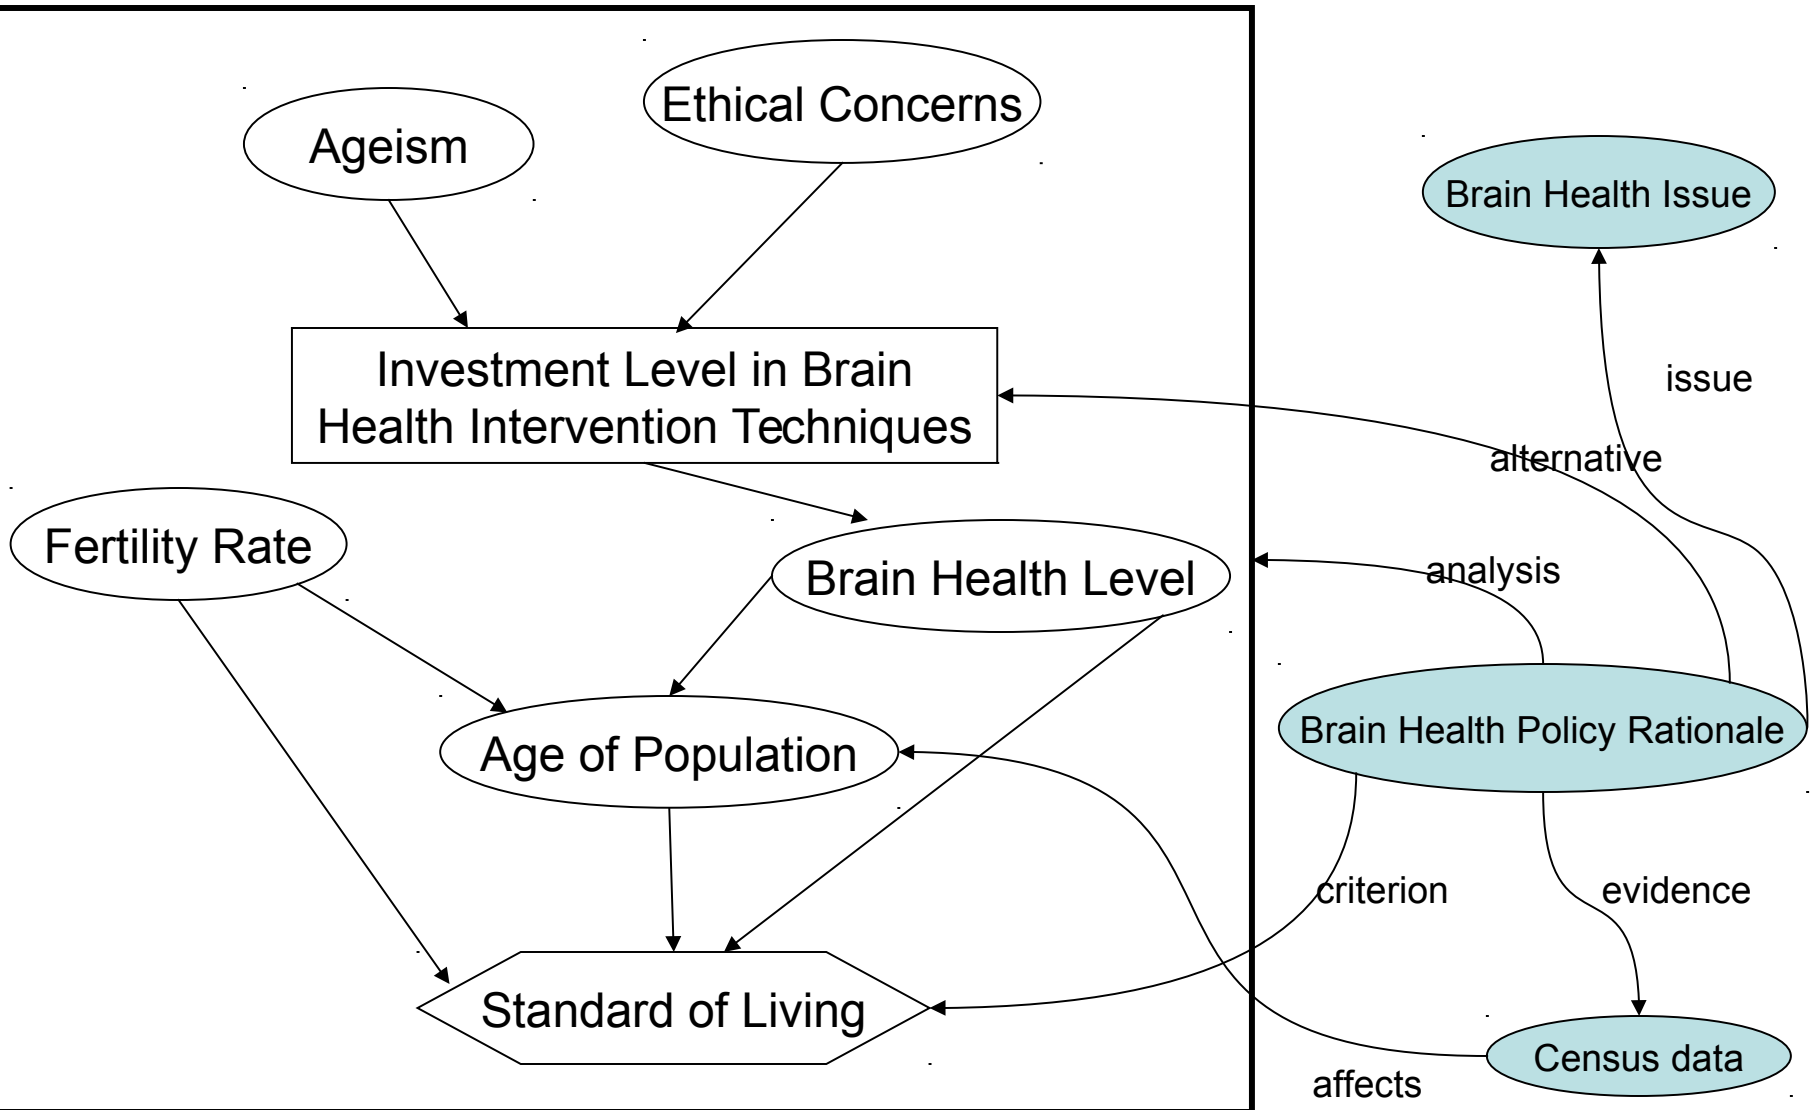 Ethical Concerns
Ageism
Brain Health Issue
Investment Level in Brain
Health Intervention Techniques
issue
alternative
Fertility Rate
Brain Health Level
analysis
Brain Health Policy Rationale
Age of Population
criterion
evidence
Standard of Living
Census data
affects